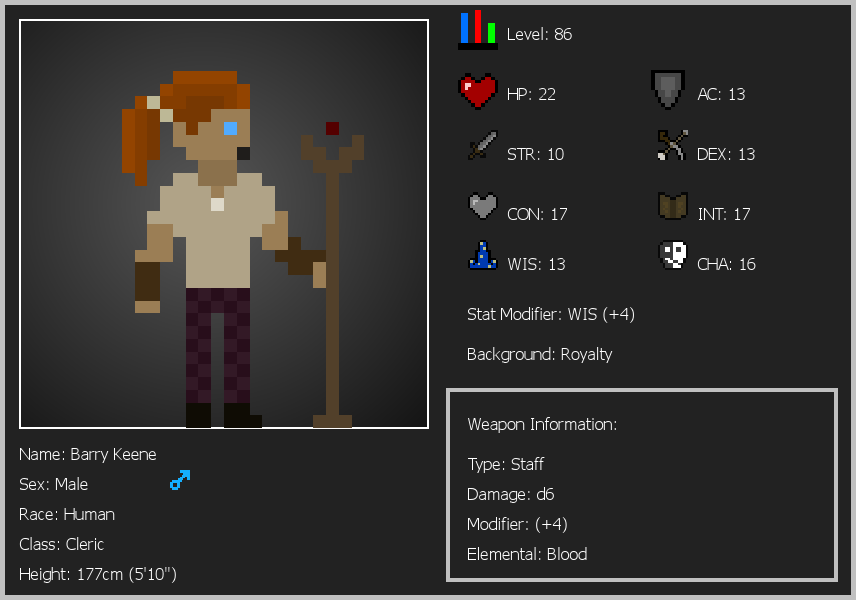 Level: 86
HP: 22
AC: 13
STR: 10
DEX: 13
CON: 17
INT: 17
WIS: 13
CHA: 16
Stat Modifier: WIS (+4)
Background: Royalty
Weapon Information:
Type: Staff
Damage: d6
Modifier: (+4)
Elemental: Blood
Name: Barry Keene
Sex: Male
Race: Human
Class: Cleric
Height: 177cm (5'10")